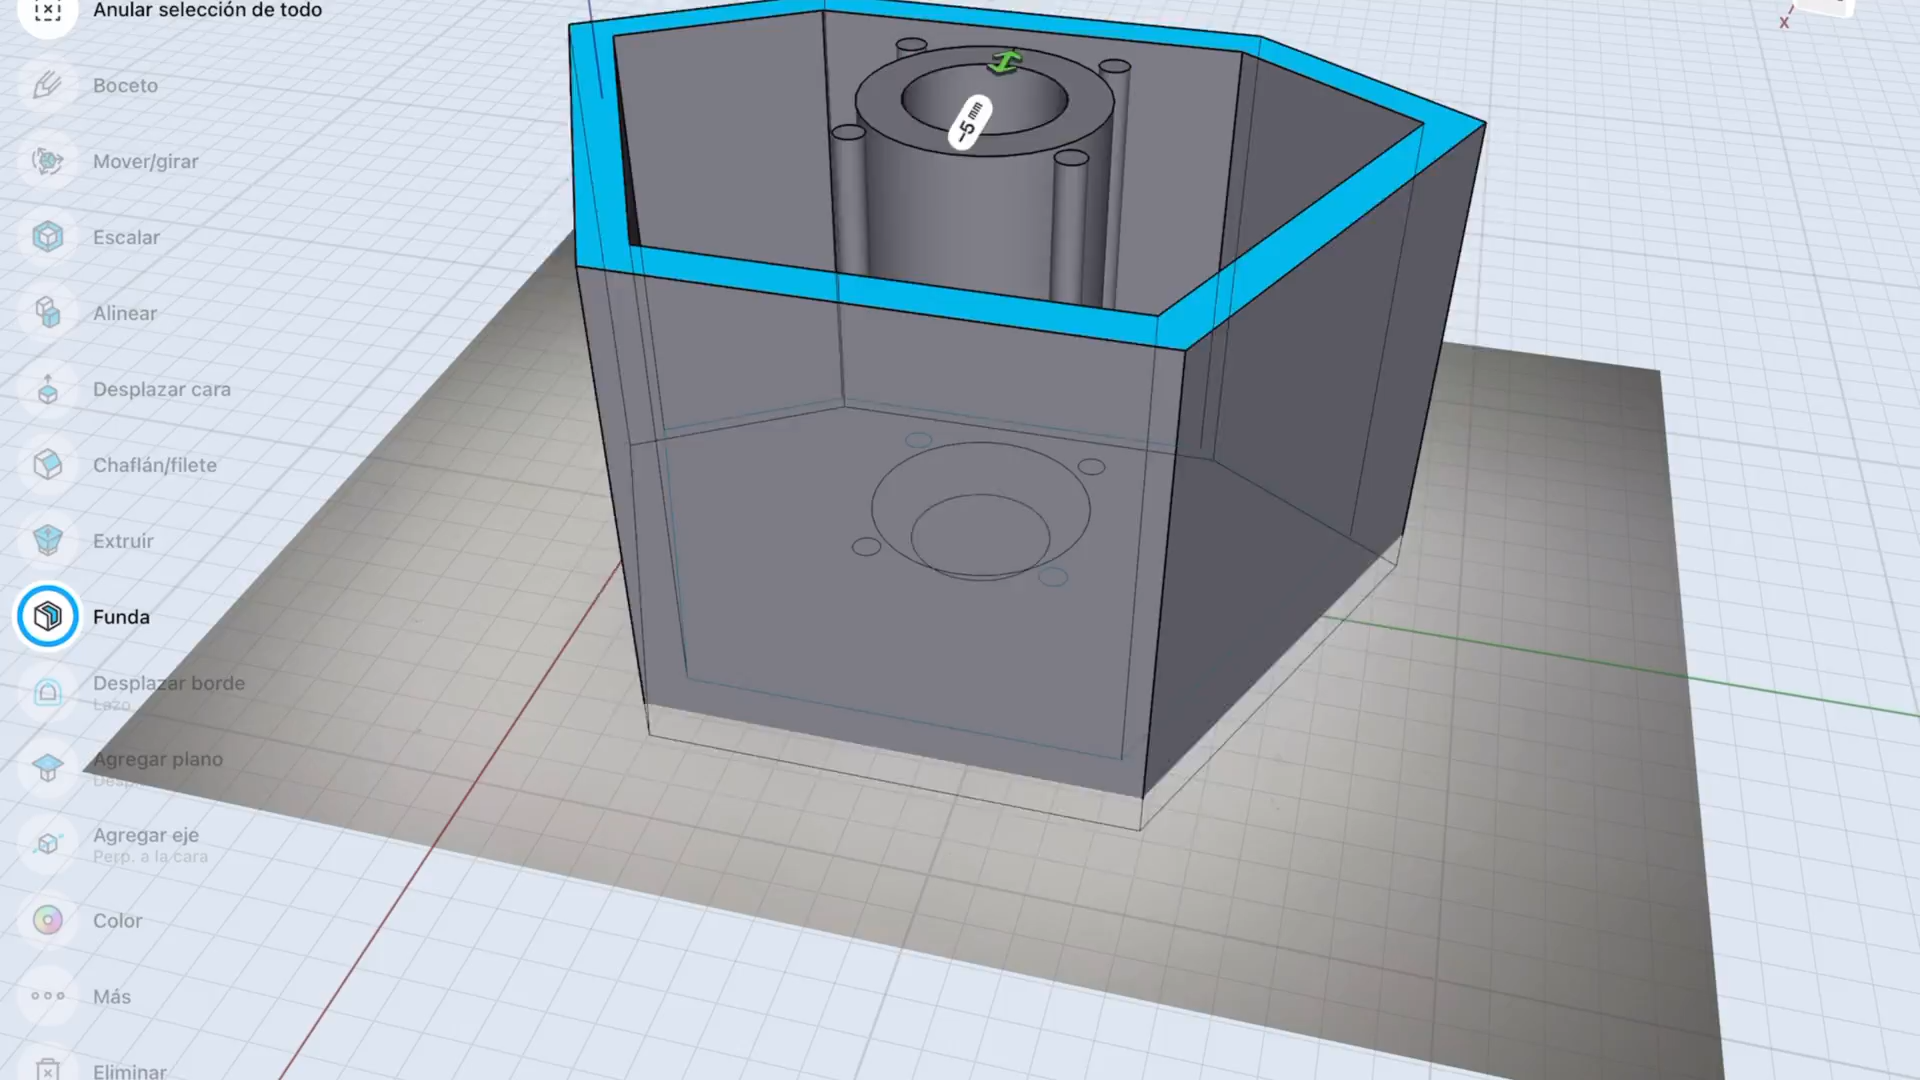 Anular selección de todo
Boceto
Mover/girar
Escalar
Alinear
Desplazar cara
Chaflán/filete
Extruir
Funda
Desplazar borde
Lazo
Agregar plano
Agregar eje
Perp. a la cara
Color
Más
Eliminar
-5 mm
X